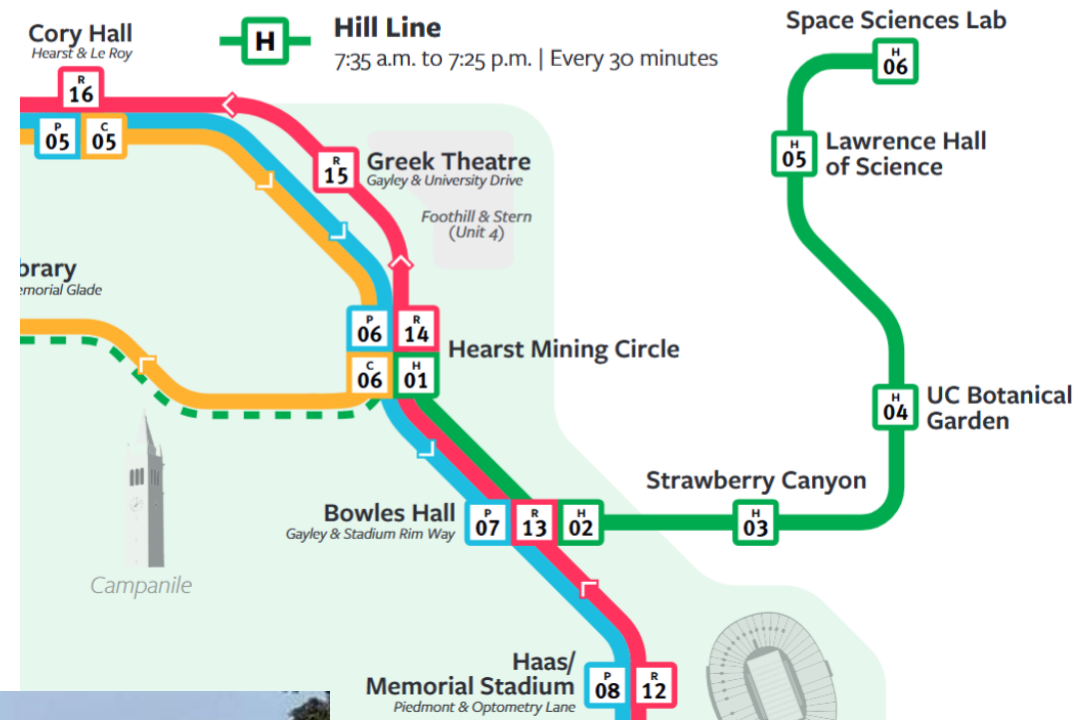 Cory Hall
Hearst & Le Roy
R
16
P
05
C
05
H
Hill Line
7:35 a.m. to 7:25 p.m. | Every 30 minutes
Space Sciences Lab
H
06
H
05
Lawrence Hall
of Science
R
15
Greek Theatre
Gayley & University Drive
Foothill & Stern
(Unit 4)
P
06
R
14
C
06
H
01
Hearst Mining Circle
H
04
UC Botanical
Garden
Strawberry Canyon
H
03
Bowles Hall
Gayley & Stadium Rim Way
P
07
R
13
H
02
Campanile
Haas/
Memorial Stadium
Piedmont & Optometry Lane
P
08
R
12